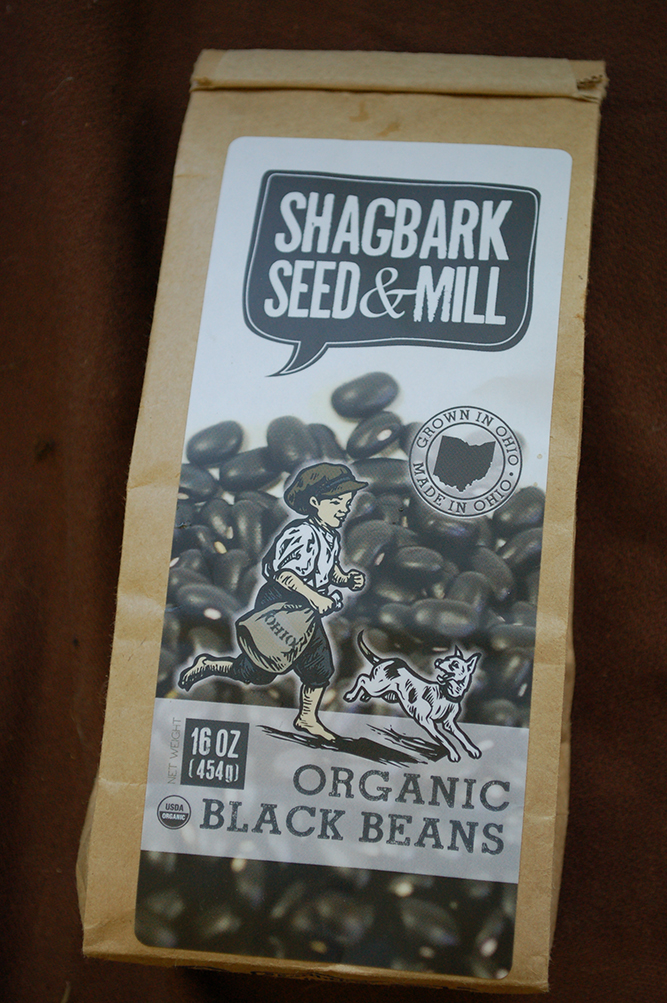 SHAGBARK
SEED & MILL
GROWN IN OHIO
MADE IN OHIO
OHIO
NET WEIGHT
16 OZ
(454g)
ORGANIC
USDA
ORGANIC
BLACK BEANS